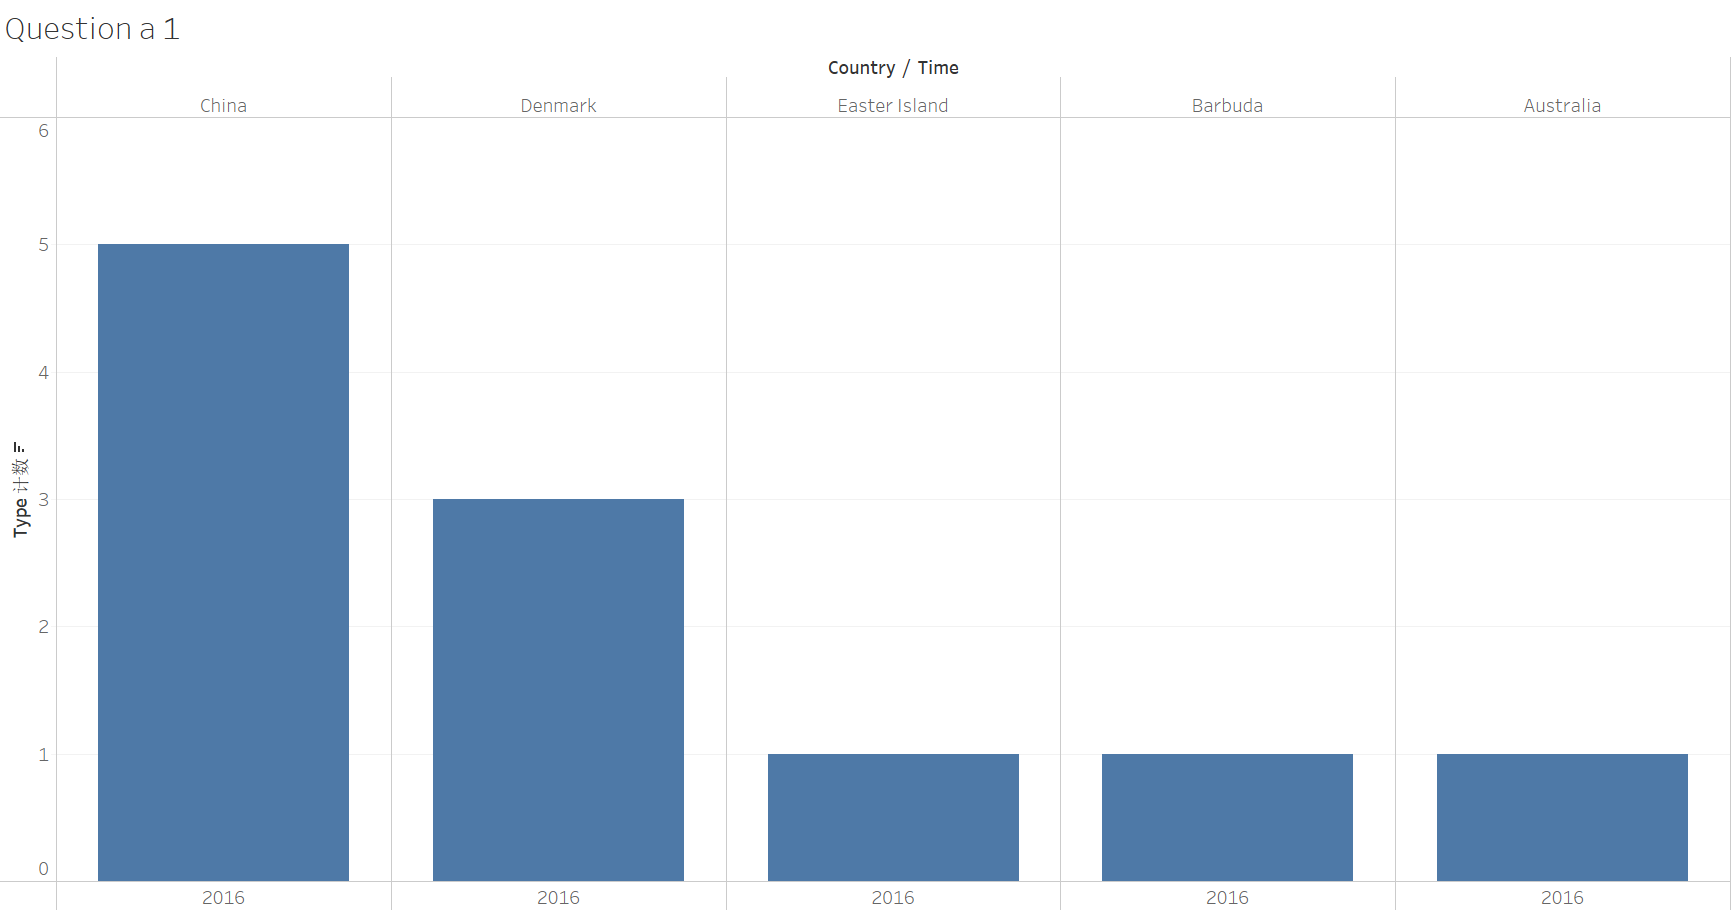 Question a 1
Country / Time
China Denmark Easter Island Barbuda Australia
6
5
4
3
2
1
0
Type 计数
2016 2016 2016 2016 2016